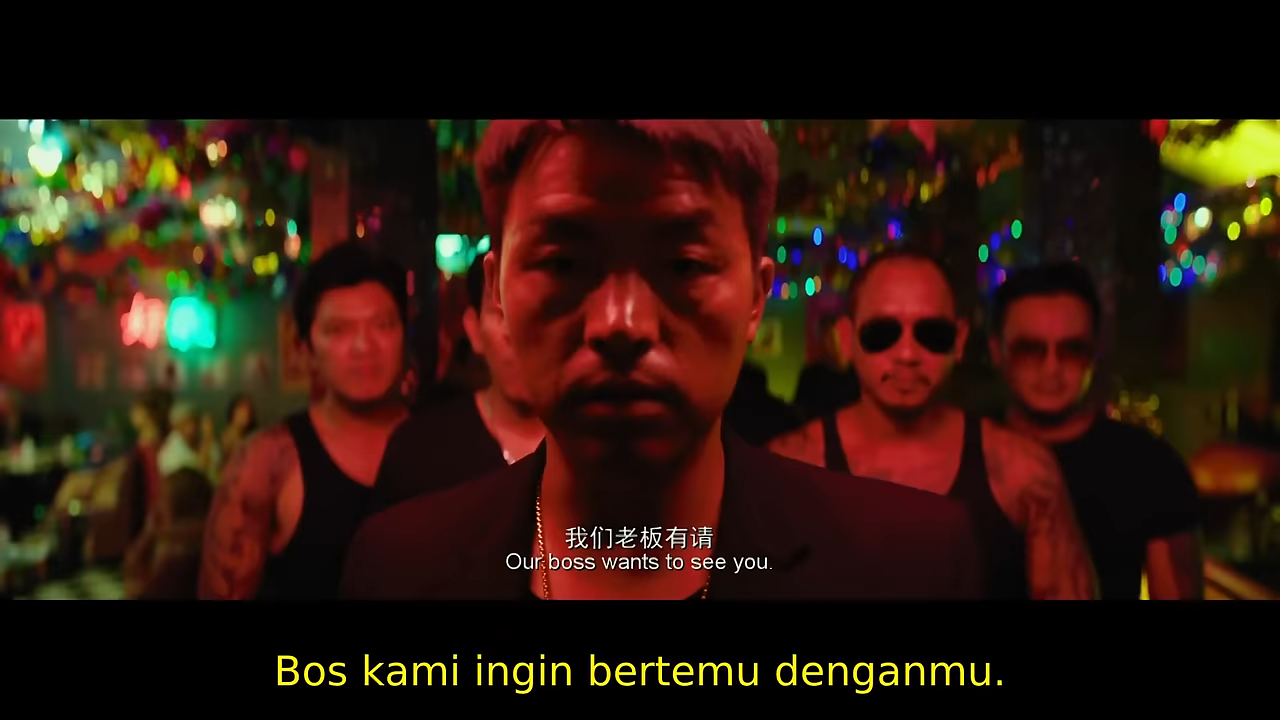 我们老板有请
Our boss wants to see you.
Bos kami ingin bertemu denganmu.